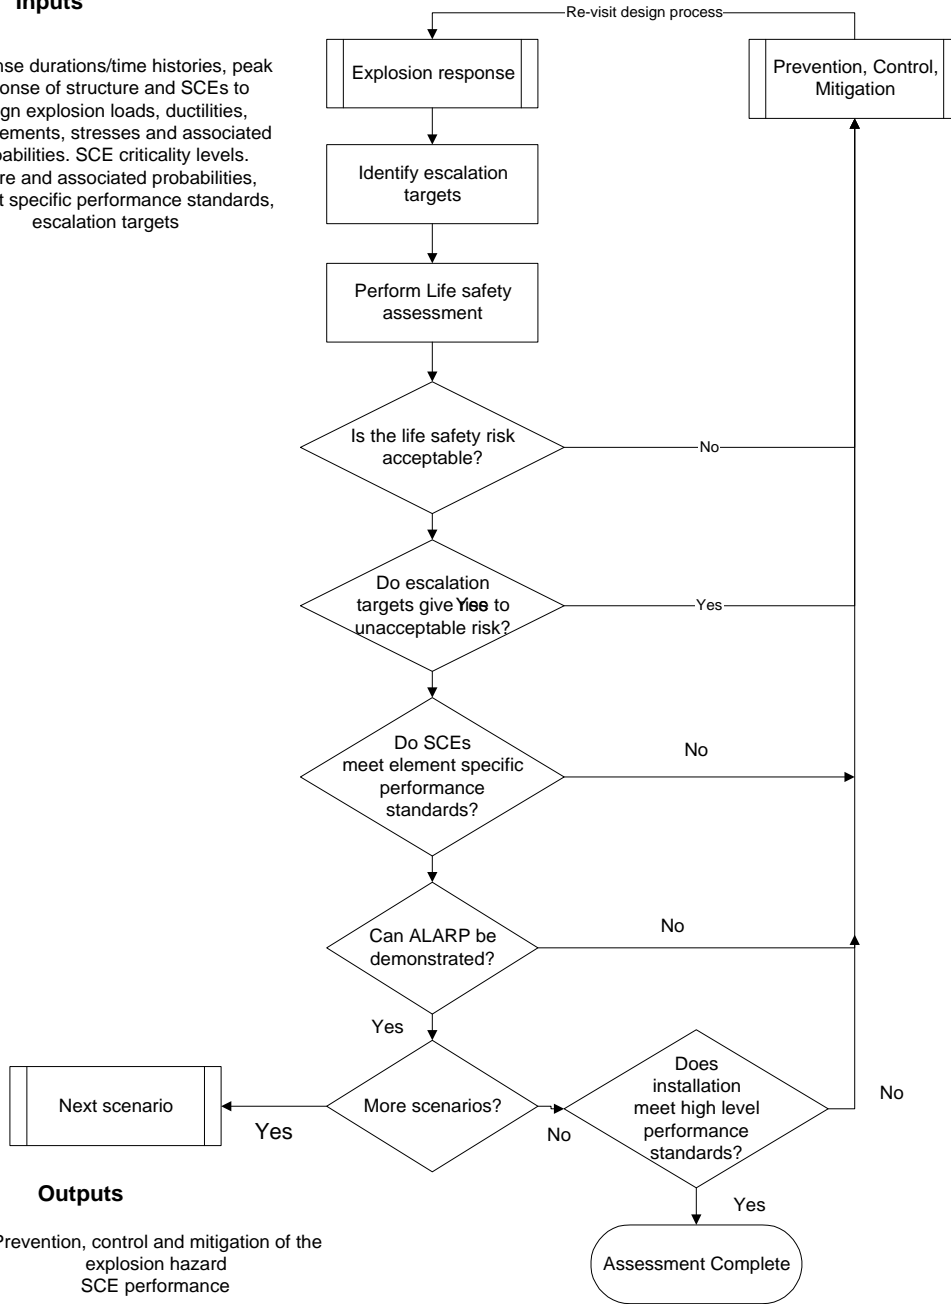 Inputs
nse durations/time histories, peak
onse of structure and SCEs to
gn explosion loads, ductilities,
ements, stresses and associated
abilities. SCE criticality levels.
re and associated probabilities,
t specific performance standards,
escalation targets
Re-visit design process
Explosion response
Prevention, Control,
Mitigation
Identify escalation
targets
Perform Life safety
assessment
Is the life safety risk
acceptable?
No
Do escalation
targets give rise to
unacceptable risk?
Yes
Yes
Do SCEs
meet element specific
performance
standards?
No
Can ALARP be
demonstrated?
No
Yes
More scenarios?
Yes
Next scenario
No
Does
installation
meet high level
performance
standards?
No
Yes
Assessment Complete
Outputs
Prevention, control and mitigation of the
explosion hazard
SCE performance